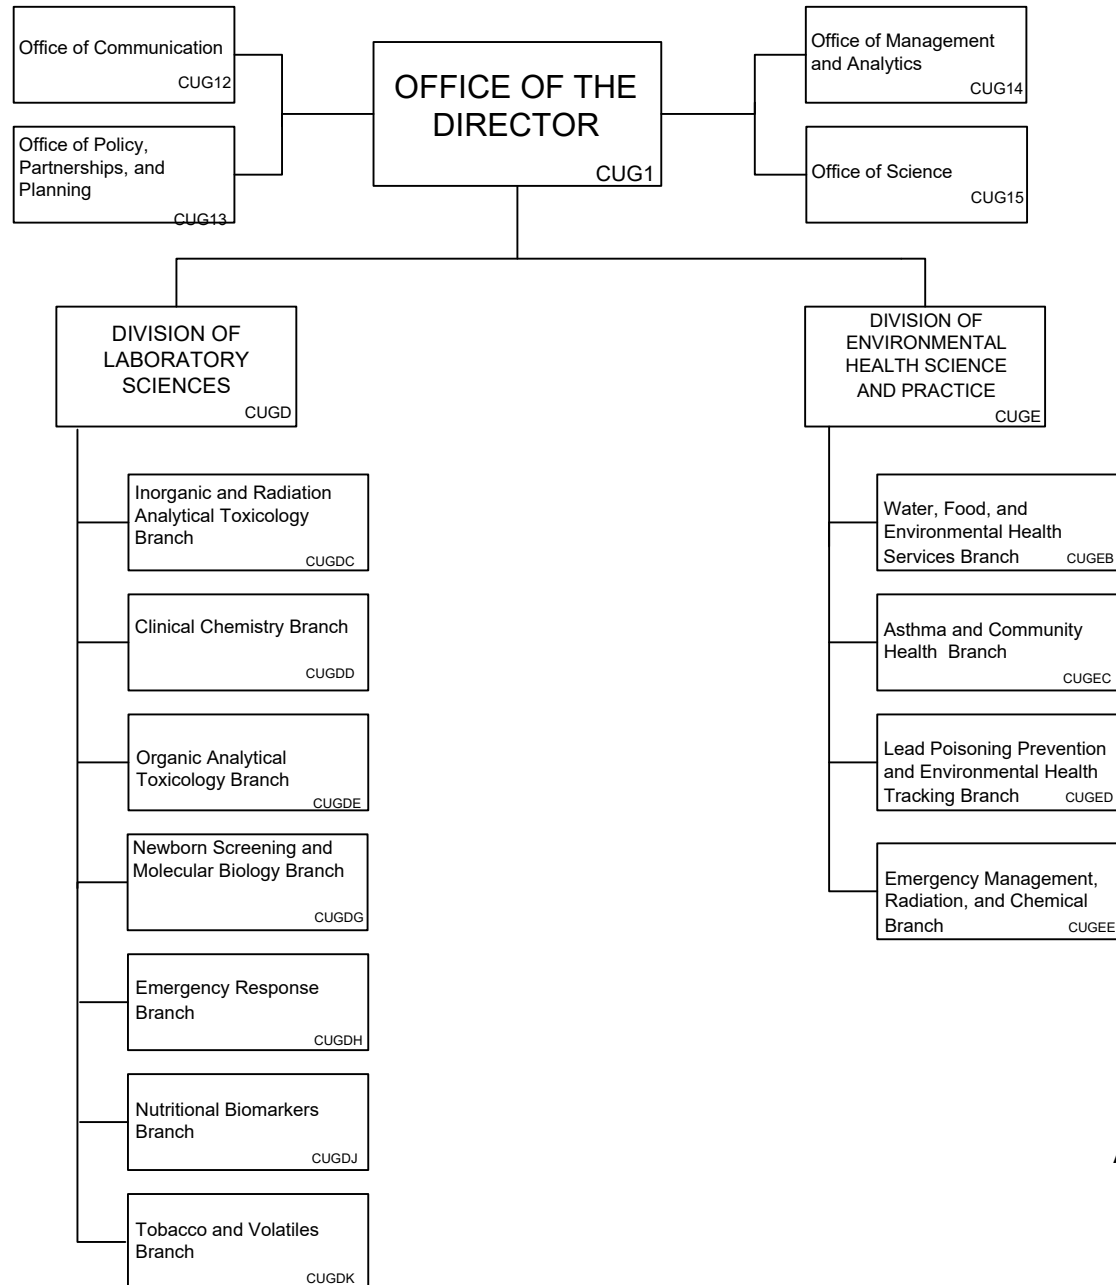 Office of Communication
CUG12
Office of Policy,
Partnerships, and
Planning
CUG13
OFFICE OF THE
DIRECTOR
CUG1
Office of Management
and Analytics
CUG14
Office of Science
CUG15
DIVISION OF
LABORATORY
SCIENCES
CUGD
Inorganic and Radiation
Analytical Toxicology
Branch
CUGDC
Clinical Chemistry Branch
CUGDD
Organic Analytical
Toxicology Branch
CUGDE
Newborn Screening and
Molecular Biology Branch
CUGDG
Emergency Response
Branch
CUGDH
Nutritional Biomarkers
Branch
CUGDJ
Tobacco and Volatiles
Branch
CUGDK
DIVISION OF
ENVIRONMENTAL
HEALTH SCIENCE
AND PRACTICE
CUGE
Water, Food, and
Environmental Health
Services Branch CUGEB
Asthma and Community
Health Branch
CUGEC
Lead Poisoning Prevention
and Environmental Health
Tracking Branch CUGED
Emergency Management,
Radiation, and Chemical
Branch CUGEE